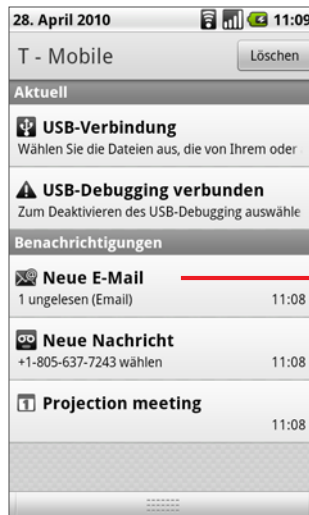 28. April 2010 11:09
T - Mobile Löschen
Aktuell
USB-Verbindung
Wählen Sie die Dateien aus, die von Ihrem oder
USB-Debugging verbunden
Zum Deaktivieren des USB-Debugging auswähle
Benachrichtigungen
Neue E-Mail
1 ungelesen (Email) 11:08
Neue Nachricht
+1-805-637-7243 wählen 11:08
1 Projection meeting
11:08